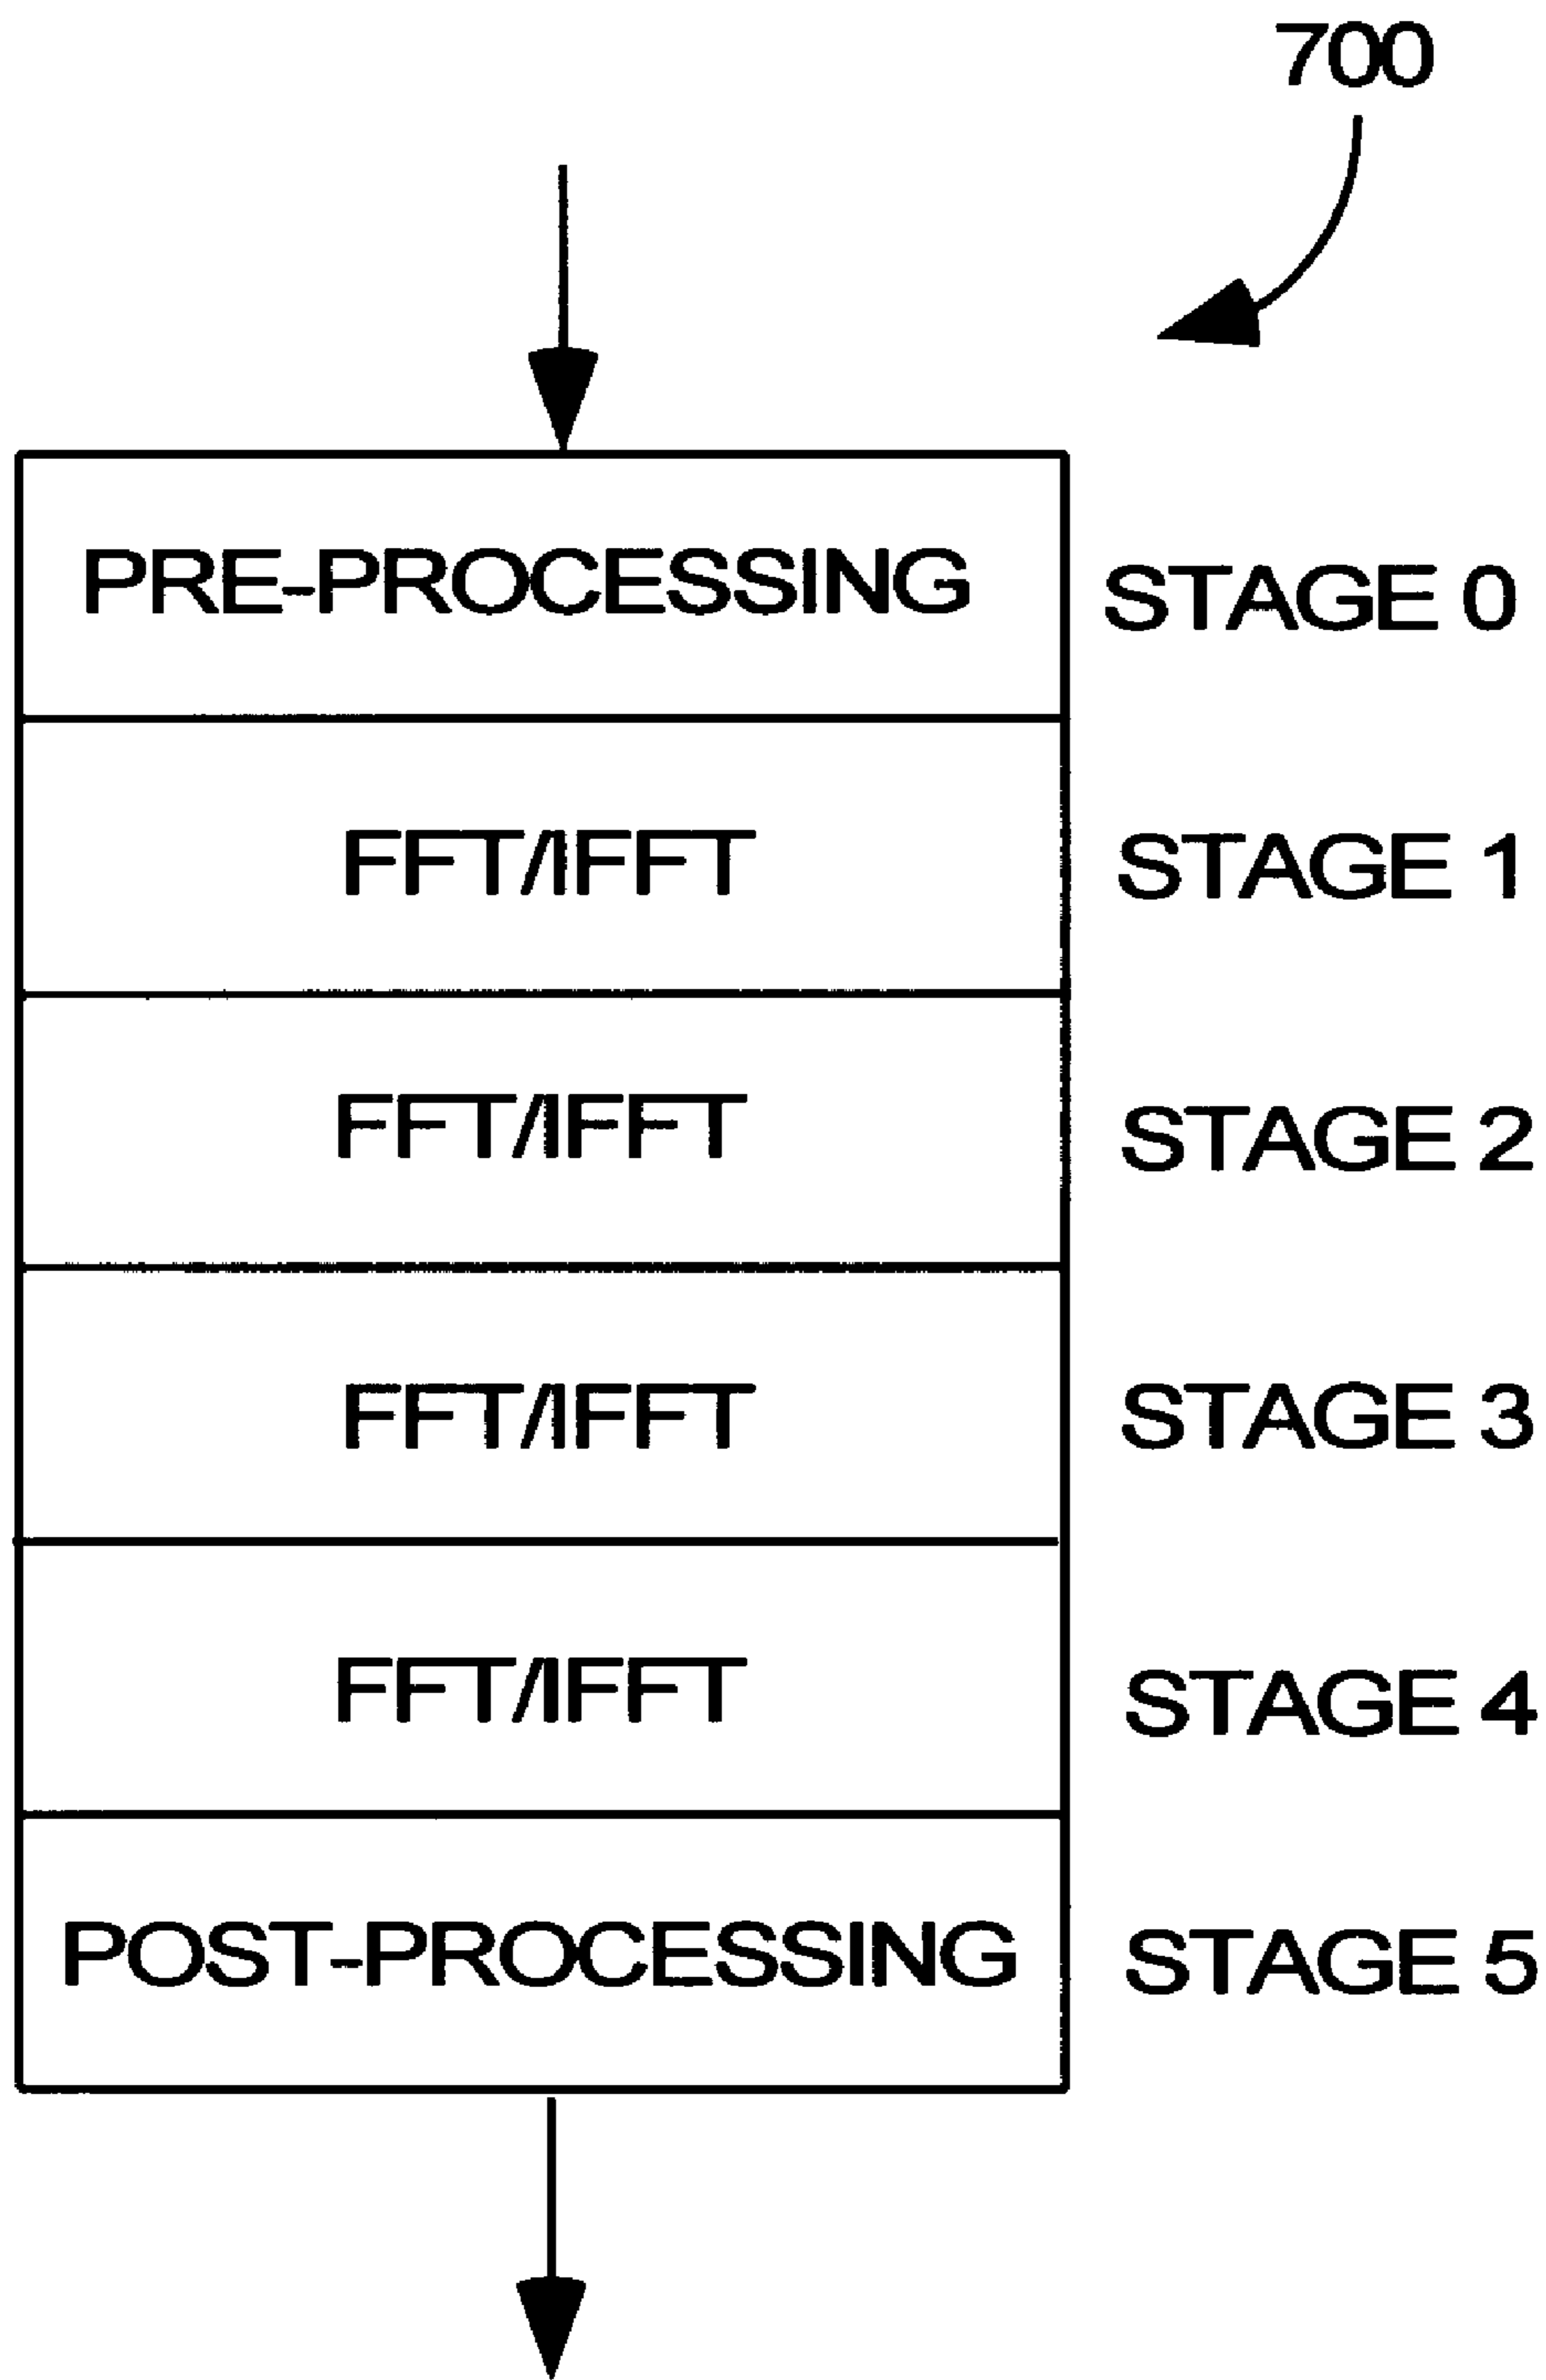 700
PRE-PROCESSING STAGE 0
FFT/IFFT STAGE 1
FFT/IFFT STAGE 2
FFT/IFFT STAGE 3
FFT/IFFT STAGE 4
POST-PROCESSING STAGE 5